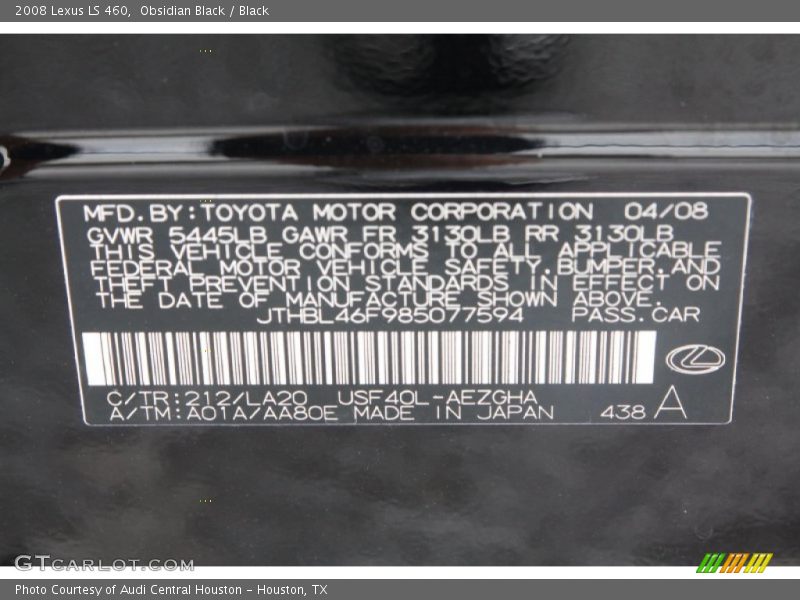 2008 Lexus LS 460,  Obsidian Black / Black
MFD. BY: TOYOTA MOTOR CORPORATION 04/08
GVWR 5445LB GAWR FR 3130LB RR 3130LB
THIS VEHICLE CONFORMS TO ALL APPLICABLE
FEDERAL MOTOR VEHICLE SAFETY, BUMPER, AND
THEFT PREVENTION STANDARDS IN EFFECT ON
THE DATE OF MANUFACTURE SHOWN ABOVE.
JTHBL46F985077594 PASS. CAR
C/TR: 212/LA20 USF40L-AEZGHA
A/TM: A01A/AA80E MADE IN JAPAN 438 A
GTCARLOT.COM
Photo Courtesy of Audi Central Houston - Houston, TX